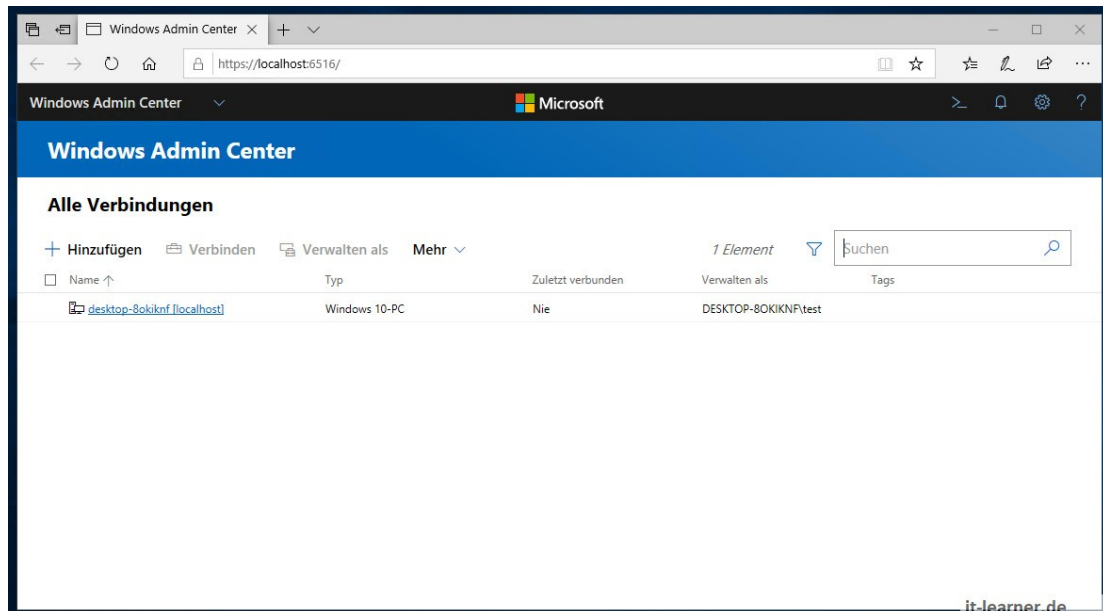 Windows Admin Center
https://localhost:6516/
Windows Admin Center Microsoft
Windows Admin Center
Alle Verbindungen
Hinzufügen Verbinden Verwalten als Mehr 1 Element Suchen
Name Typ Zuletzt verbunden Verwalten als Tags
desktop-8okiknf [localhost] Windows 10-PC Nie DESKTOP-8OKIKNF\test
it-learner.de